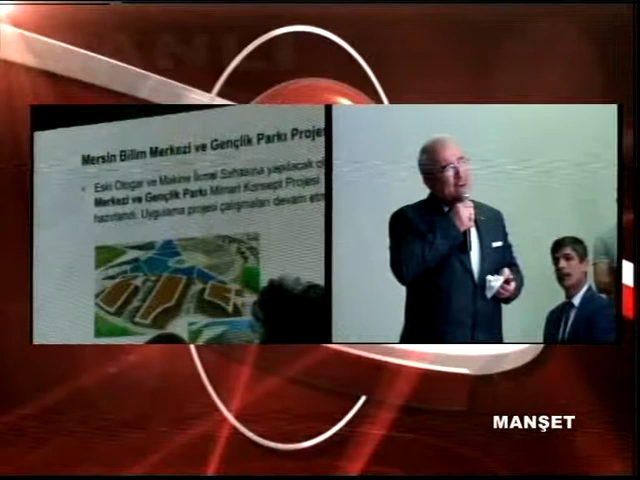 Mersin Bilim Merkezi ve Gençlik Parkı Projesi
Eski Otogar ve Makine İkmal Sahasına yapılacak
Merkezi ve Gençlik Parkı Mimari Konsept Projesi
hazırlandı. Uygulama projesi çalışmaları devam
MANŞET